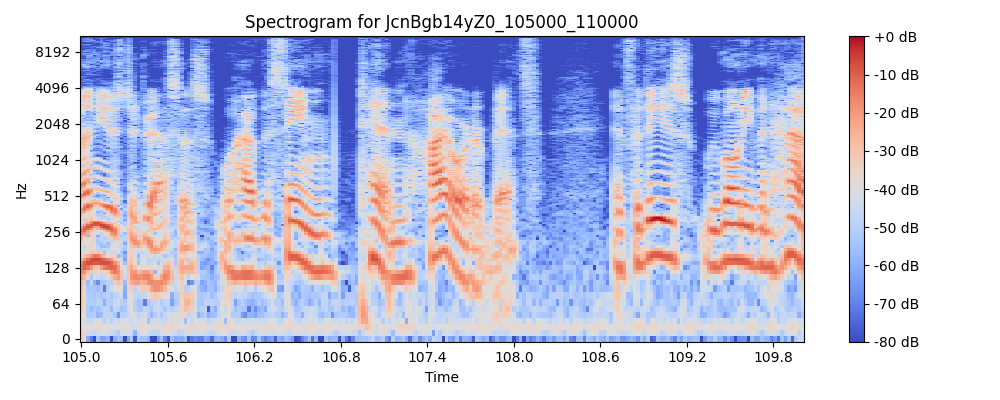 Spectrogram for JcnBgb14yZ0_105000_110000
8192
4096
2048
1024
512
256
128
64
0
Hz
105.0 105.6 106.2 106.8 107.4 108.0 108.6 109.2 109.8
Time
+0 dB
-10 dB
-20 dB
-30 dB
-40 dB
-50 dB
-60 dB
-70 dB
-80 dB